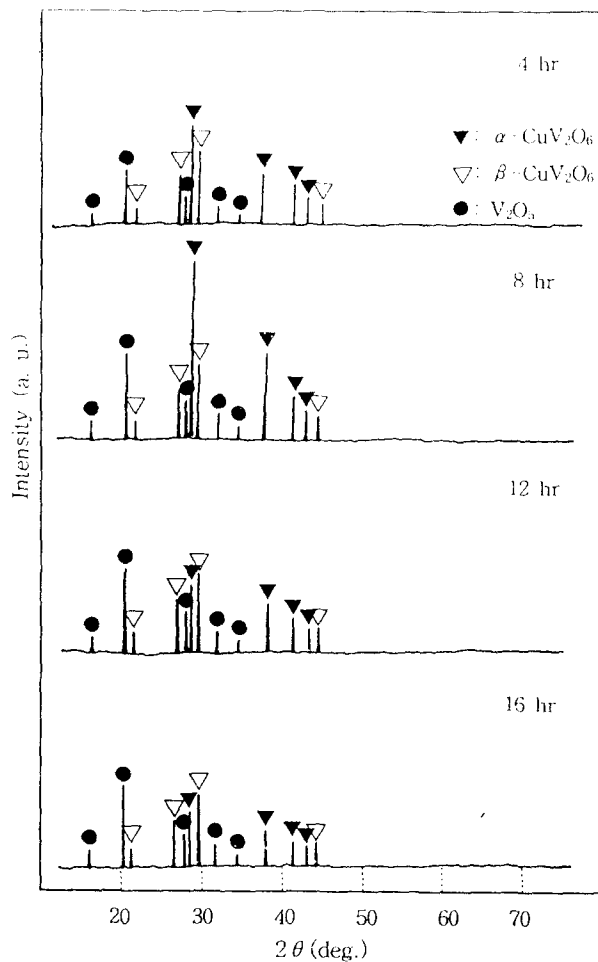 4 hr
▼: α-CuV₂O₆
▽: β-CuV₂O₆
●: V₂O₅
8 hr
12 hr
16 hr
Intensity (a. u.)
20 30 40 50 60 70
2 θ (deg.)